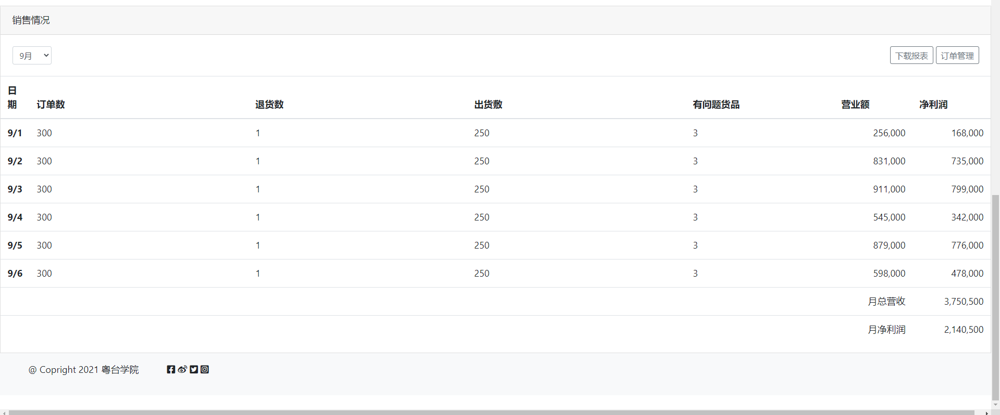 销售情况
9月
下载报表 订单管理
日期 订单数 退货数 出货敷 有问题货品 营业额 净利润
9/1 300 1 250 3 256,000 168,000
9/2 300 1 250 3 831,000 735,000
9/3 300 1 250 3 911,000 799,000
9/4 300 1 250 3 545,000 342,000
9/5 300 1 250 3 879,000 776,000
9/6 300 1 250 3 598,000 478,000
月总营收 3,750,500
月净利润 2,140,500
@ Copright 2021 粤台学院